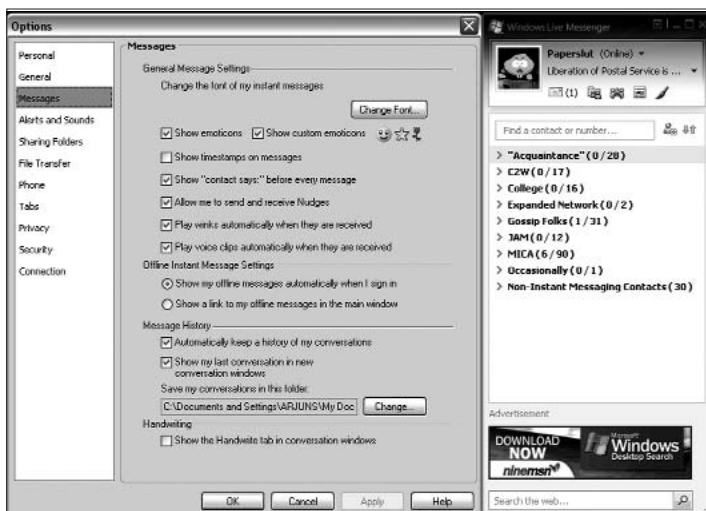 Options
Personal
General
Messages
Alerts and Sounds
Sharing Folders
File Transfer
Phone
Tabs
Privacy
Security
Connection
Messages
General Message Settings
Change the font of my instant messages
Change Font...
Show emoticons
Show custom emoticons
Show timestamps on messages
Show "contact says:" before every message
Allow me to send and receive Nudges
Play winks automatically when they are received
Play voice clips automatically when they are received
Offline Instant Message Settings
Show my offline messages automatically when I sign in
Show a link to my offline messages in the main window
Message History
Automatically keep a history of my conversations
Show my last conversation in new
conversation windows
Save my conversations in this folder:
C:\Documents and Settings\ARJUNS\My Doc
Change...
Handwriting
Show the Handwrite tab in conversation windows
OK
Cancel
Apply
Help
Windows Live Messenger
Paperslut (Online)
Liberation of Postal Service is ...
(1)
Find a contact or number...
"Acquaintance" (0/28)
C2W (0/17)
College (0/16)
Expanded Network (0/2)
Gossip Folks (1/31)
JAM (0/12)
MICA (6/90)
Occasionally (0/1)
Non-Instant Messaging Contacts (30)
Advertisement
DOWNLOAD
NOW
ninemsn
Microsoft
Windows
Desktop Search
Search the web...